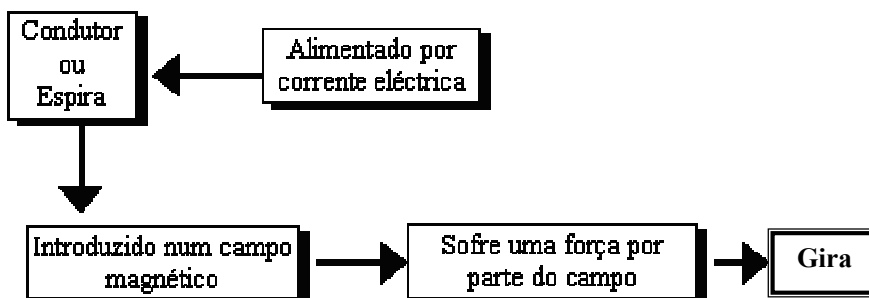 Condutor
ou
Espira
Alimentado por
corrente eléctrica
Introduzido num campo
magnético
Sofre uma força por
parte do campo
Gira